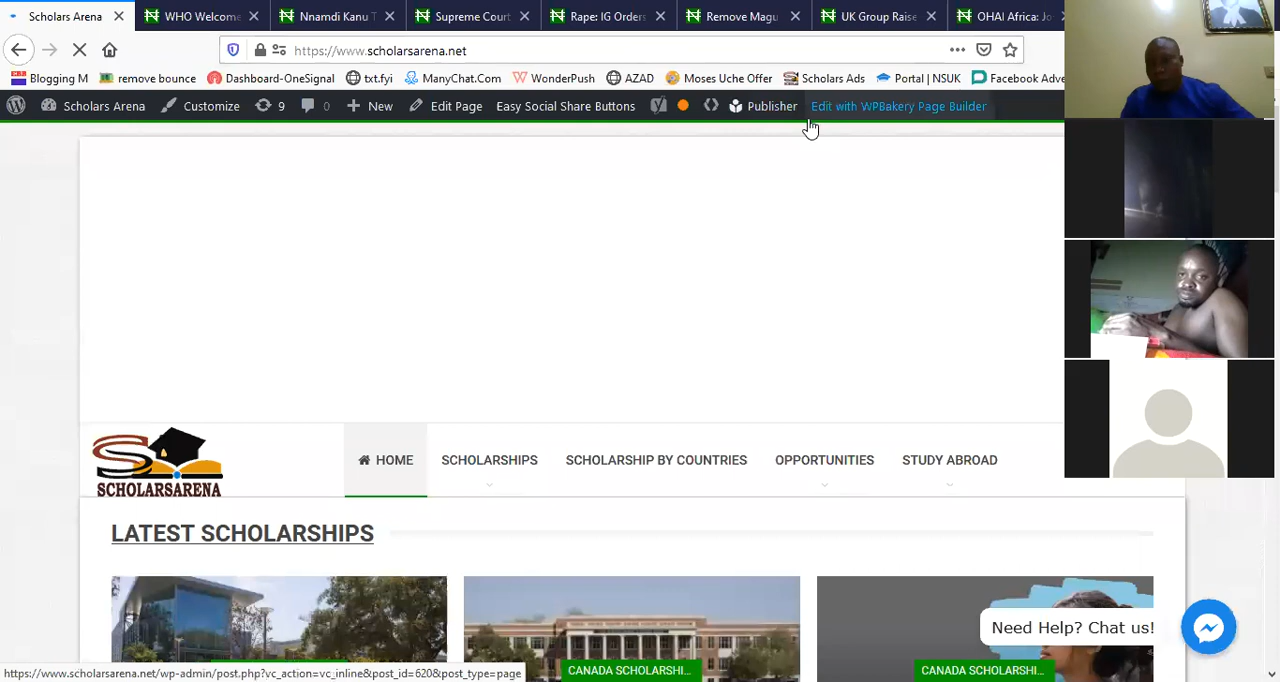 Scholars Arena
WHO Welcome
Nnamdi Kanu T
Supreme Court
Rape: IG Orders
Remove Magu
UK Group Raise
OHAI Africa: Jo
https://www.scholarsarena.net
Blogging M
remove bounce
Dashboard-OneSignal
txt.fyi
ManyChat.Com
WonderPush
AZAD
Moses Uche Offer
Scholars Ads
Portal | NSUK
Facebook Adve
Scholars Arena
Customize
9
0
New
Edit Page
Easy Social Share Buttons
Publisher
Edit with WPBakery Page Builder
SCHOLARSARENA
HOME
SCHOLARSHIPS
SCHOLARSHIP BY COUNTRIES
OPPORTUNITIES
STUDY ABROAD
LATEST SCHOLARSHIPS
Need Help? Chat us!
CANADA SCHOLARSHI...
CANADA SCHOLARSHI...
https://www.scholarsarena.net/wp-admin/post.php?vc_action=vc_inline&post_id=620&post_type=page